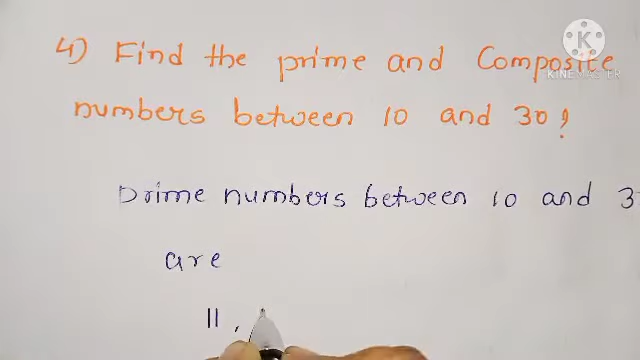 4) Find the prime and Composite
numbers between 10 and 30?
Prime numbers between 10 and 3
are
11,
K
KINEMASTER